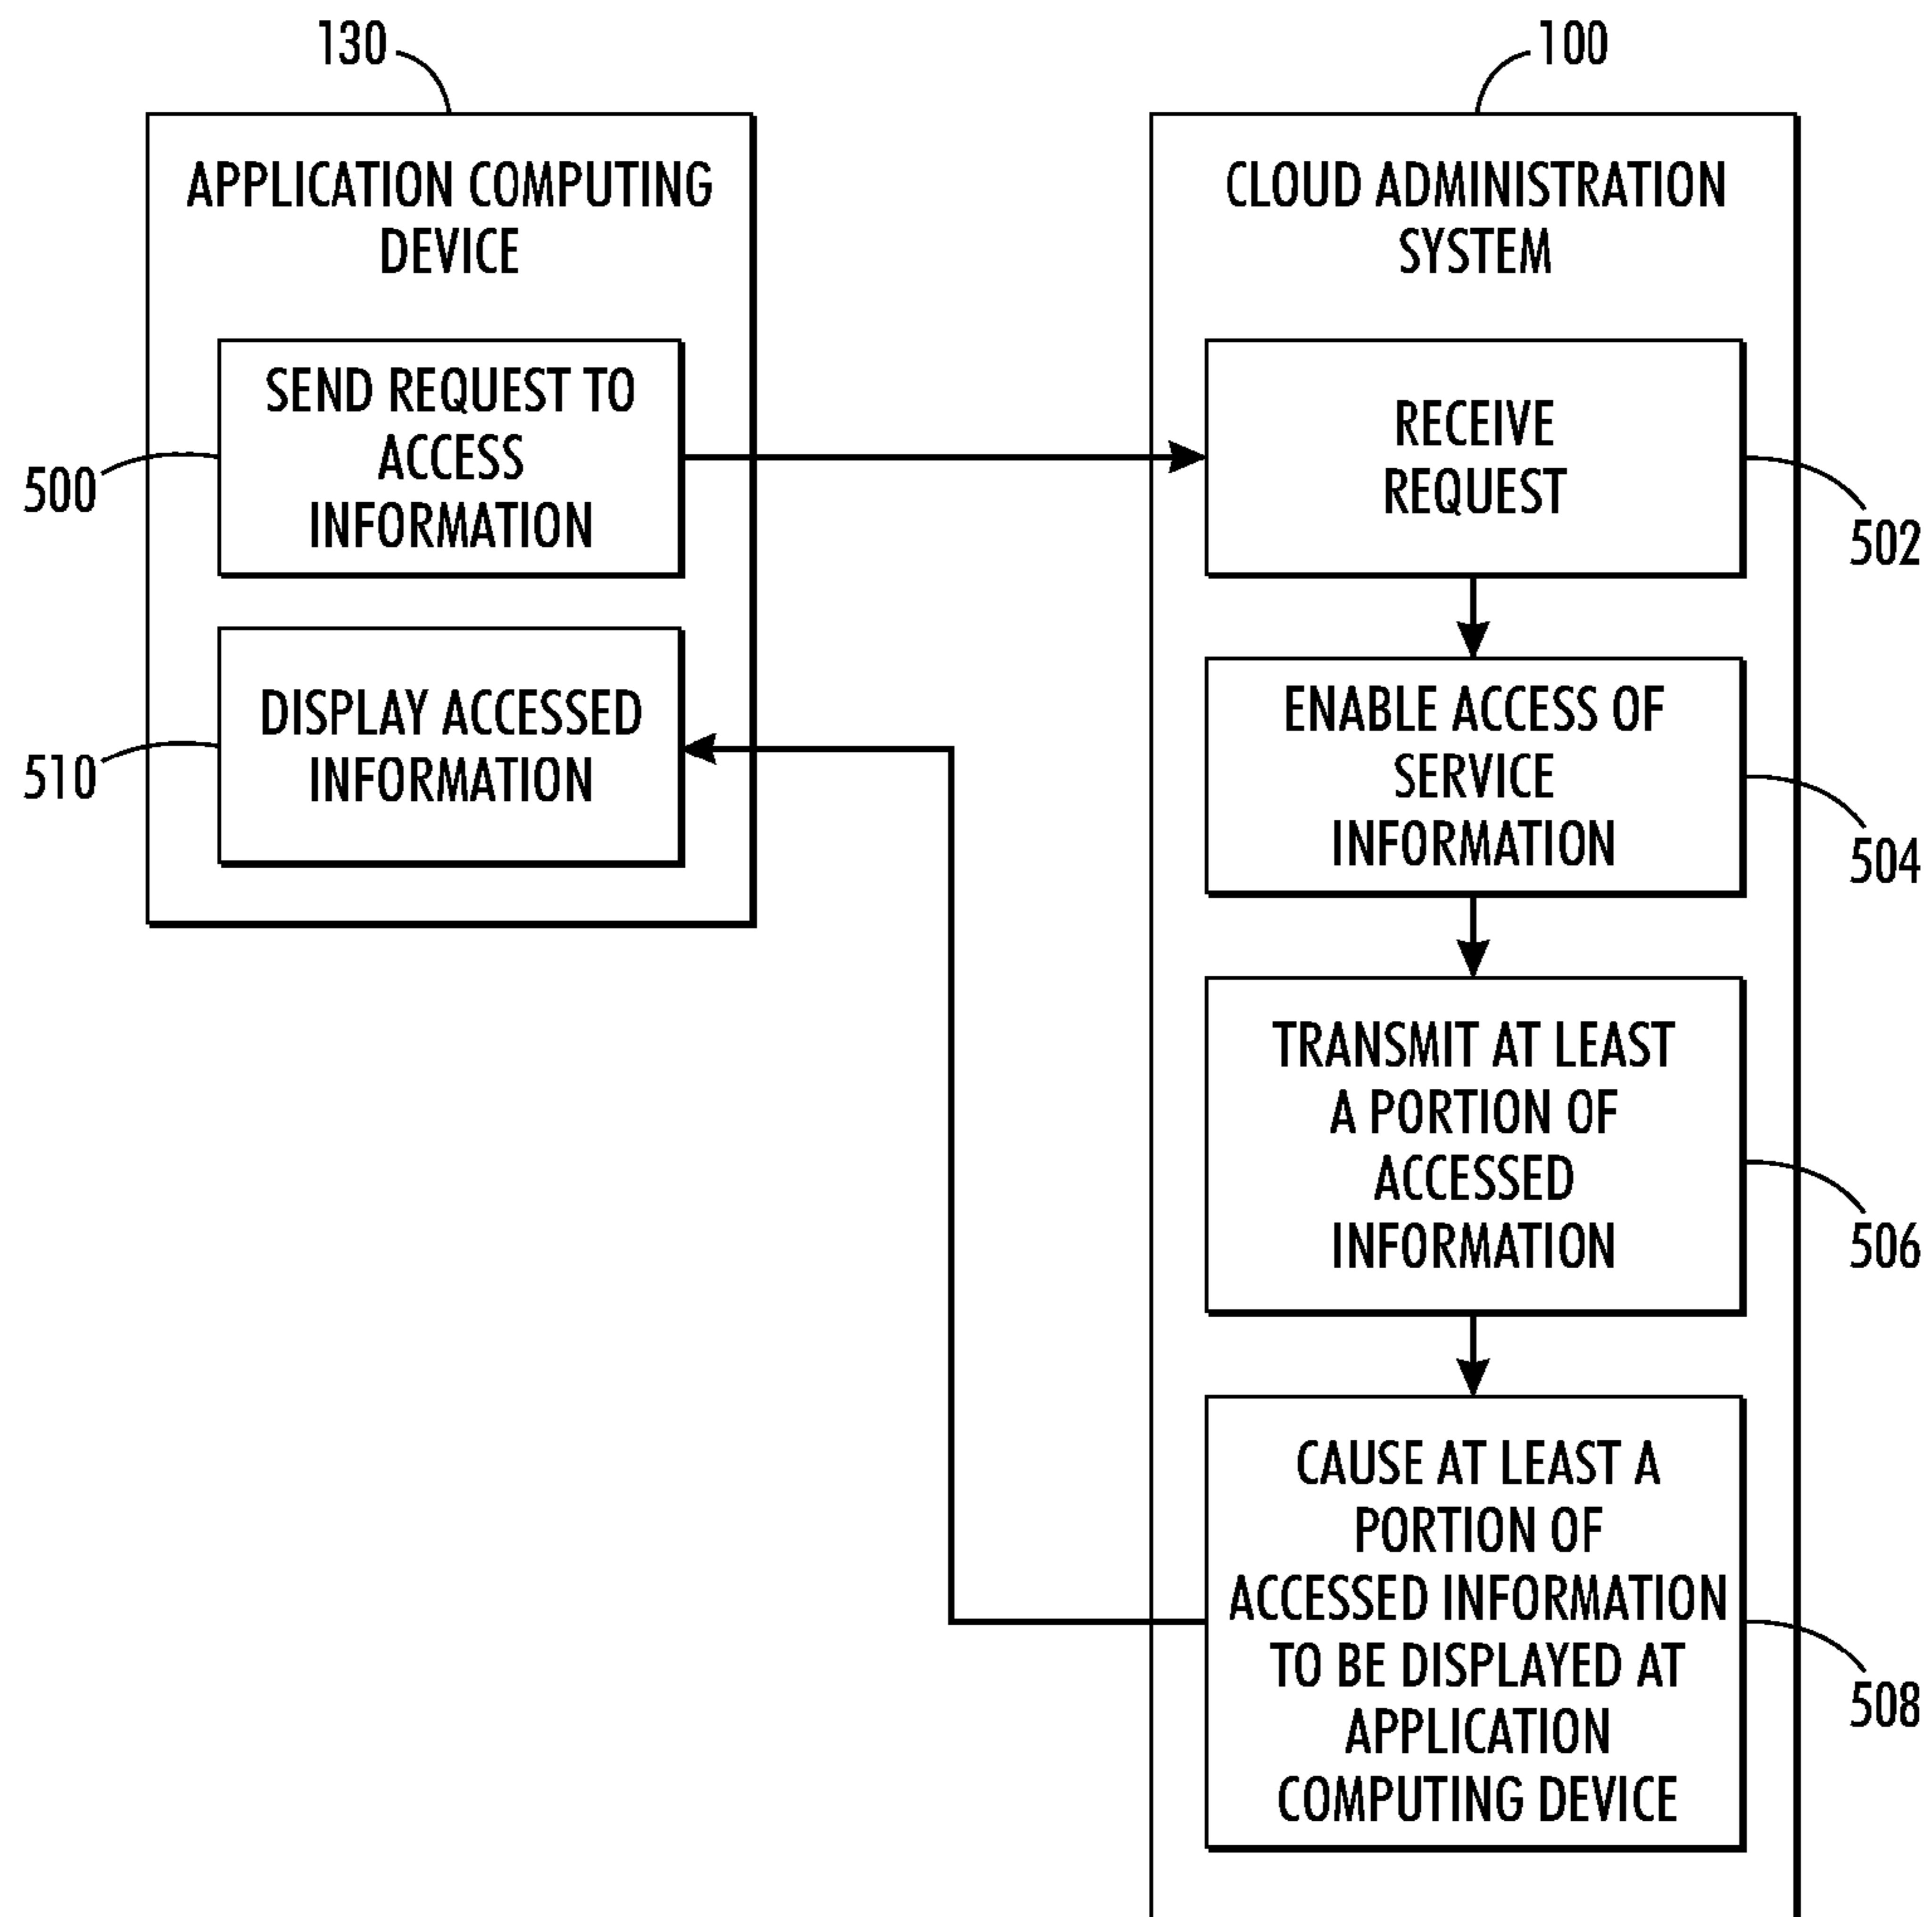 130
100
APPLICATION COMPUTING
DEVICE
CLOUD ADMINISTRATION
SYSTEM
SEND REQUEST TO
ACCESS
INFORMATION
500
RECEIVE
REQUEST
502
DISPLAY ACCESSED
INFORMATION
510
ENABLE ACCESS OF
SERVICE
INFORMATION
504
TRANSMIT AT LEAST
A PORTION OF
ACCESSED
INFORMATION
506
CAUSE AT LEAST A
PORTION OF
ACCESSED INFORMATION
TO BE DISPLAYED AT
APPLICATION
COMPUTING DEVICE
508